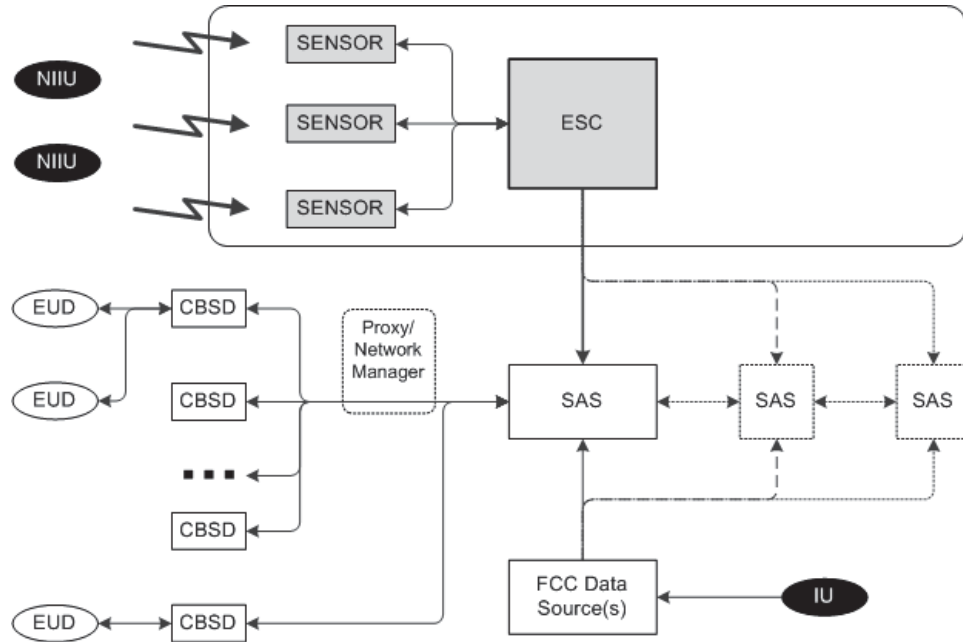 SENSOR
NIIU
SENSOR
ESC
NIIU
SENSOR
EUD
CBSD
Proxy/
Network
Manager
EUD
CBSD
SAS
SAS
SAS
CBSD
FCC Data
Source(s)
IU
EUD
CBSD